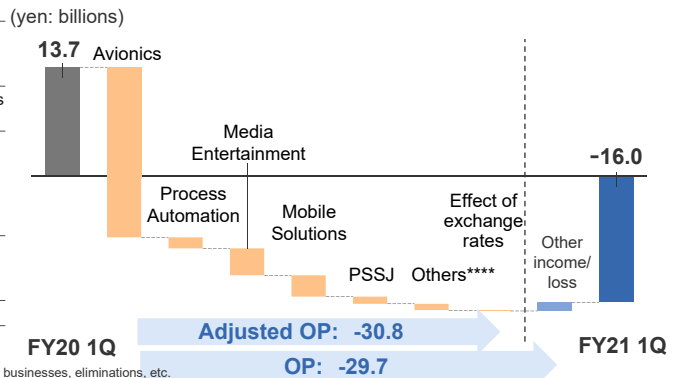 (yen: billions)
13.7
Avionics
s
Media
Entertainment
-16.0
Process
Automation
Mobile
Solutions
Effect of
exchange
rates
PSSJ
Others****
Other
income/
loss
Adjusted OP: -30.8
FY20 1Q
FY21 1Q
OP: -29.7
businesses, eliminations, etc.